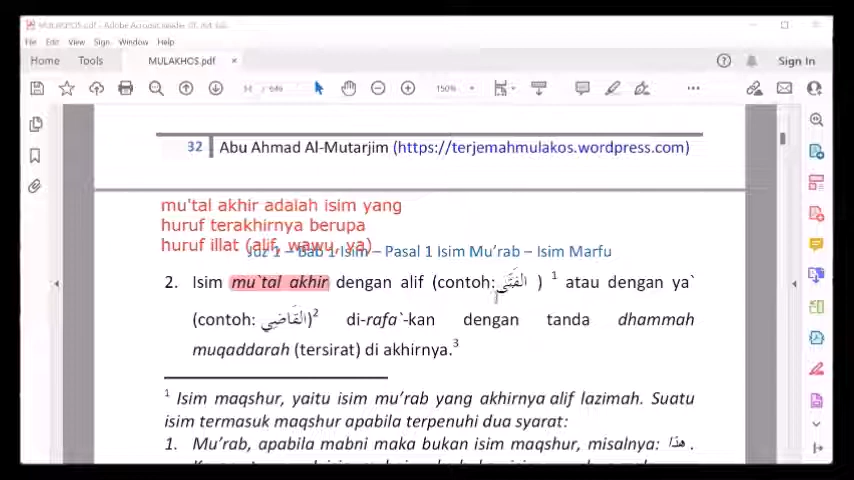 MULAKHOS.pdf - Adobe Acrobat Reader DC (64-bit)
File Edit View Sign Window Help
Home Tools MULAKHOS.pdf × Sign In
150%
32 Abu Ahmad Al-Mutarjim (https://terjemahmulakos.wordpress.com)
mu'tal akhir adalah isim yang
huruf terakhirnya berupa
huruf illat (alif, wawu, ya)
Juz 1 – Bab 1 Isim – Pasal 1 Isim Mu'rab – Isim Marfu
2. Isim mu`tal akhir dengan alif (contoh: الفَتَى ) 1 atau dengan ya`
(contoh: القَاضِي)2 di-rafa`-kan dengan tanda dhammah
muqaddarah (tersirat) di akhirnya.3
1 Isim maqshur, yaitu isim mu'rab yang akhirnya alif lazimah. Suatu
isim termasuk maqshur apabila terpenuhi dua syarat:
1. Mu'rab, apabila mabni maka bukan isim maqshur, misalnya: هذا .